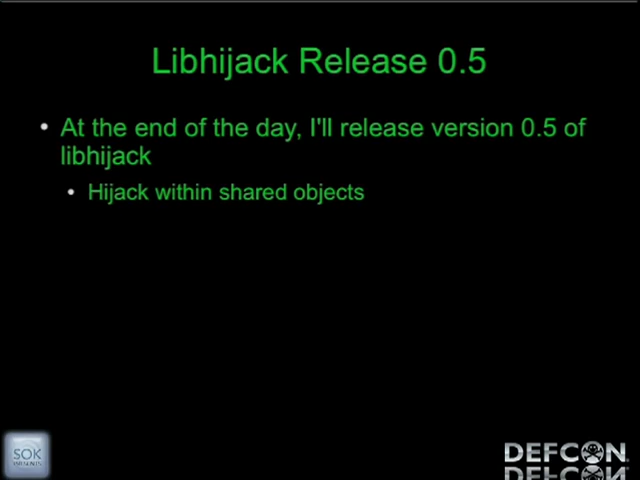 Libhijack Release 0.5
At the end of the day, I'll release version 0.5 of
libhijack
Hijack within shared objects
SOK
DEFCON